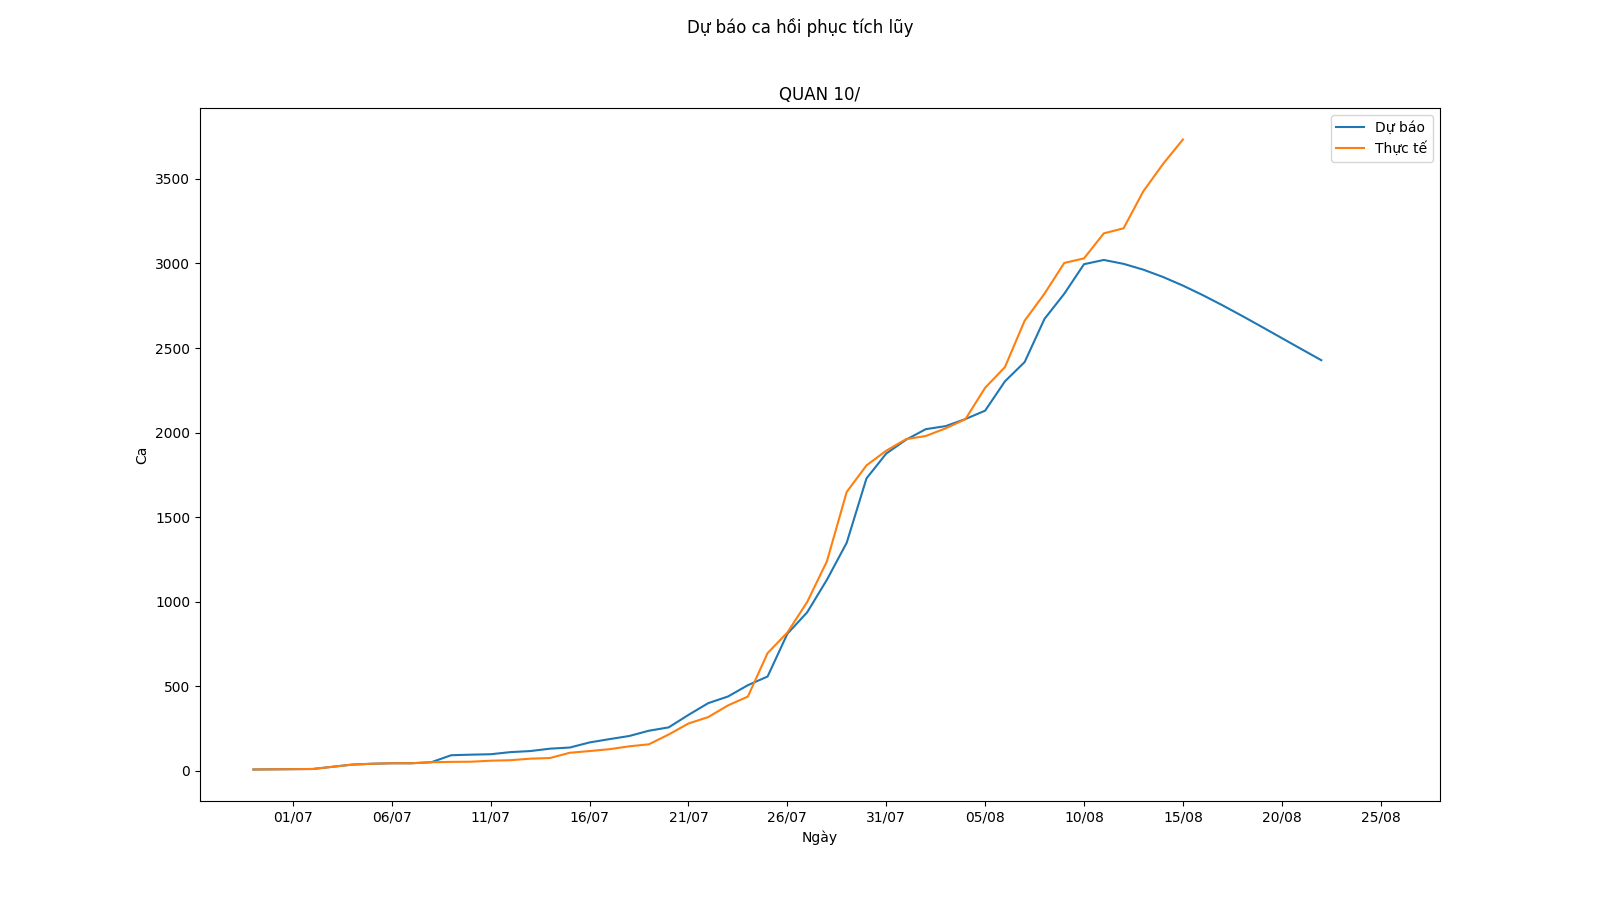 Dự báo ca hồi phục tích lũy
QUAN 10/
Dự báo
Thực tế
3500
3000
2500
2000
1500
1000
500
0
Ca
01/07 06/07 11/07 16/07 21/07 26/07 31/07 05/08 10/08 15/08 20/08 25/08
Ngày